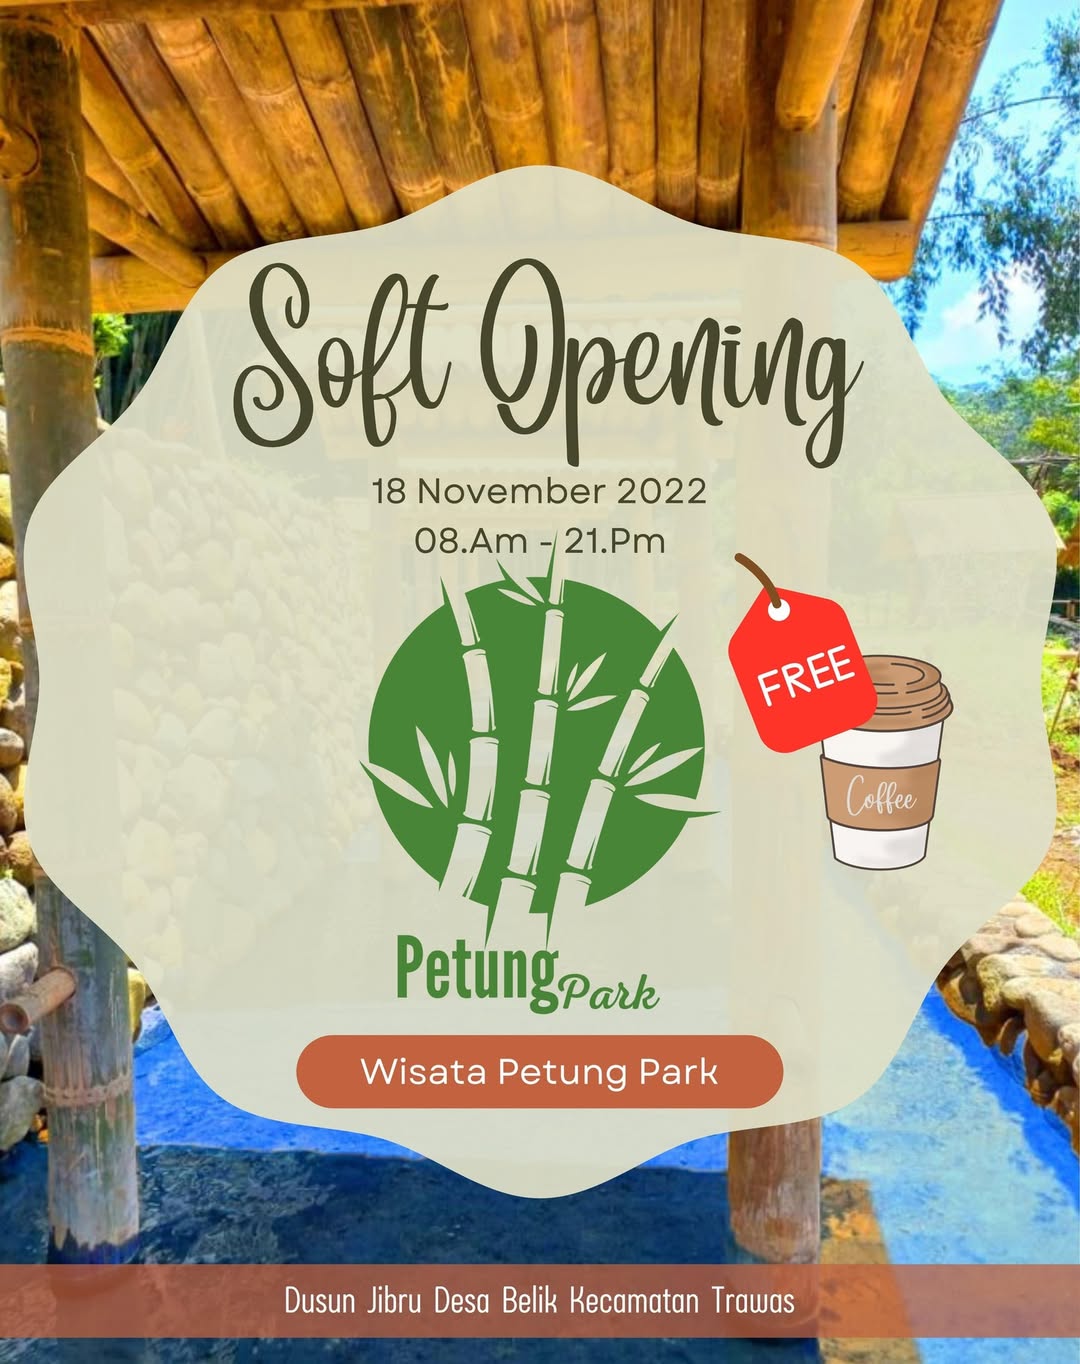 Soft Opening
18 November 2022
08.Am - 21.Pm
FREE
Coffee
Petung Park
Wisata Petung Park
Dusun Jibru Desa Belik Kecamatan Trawas